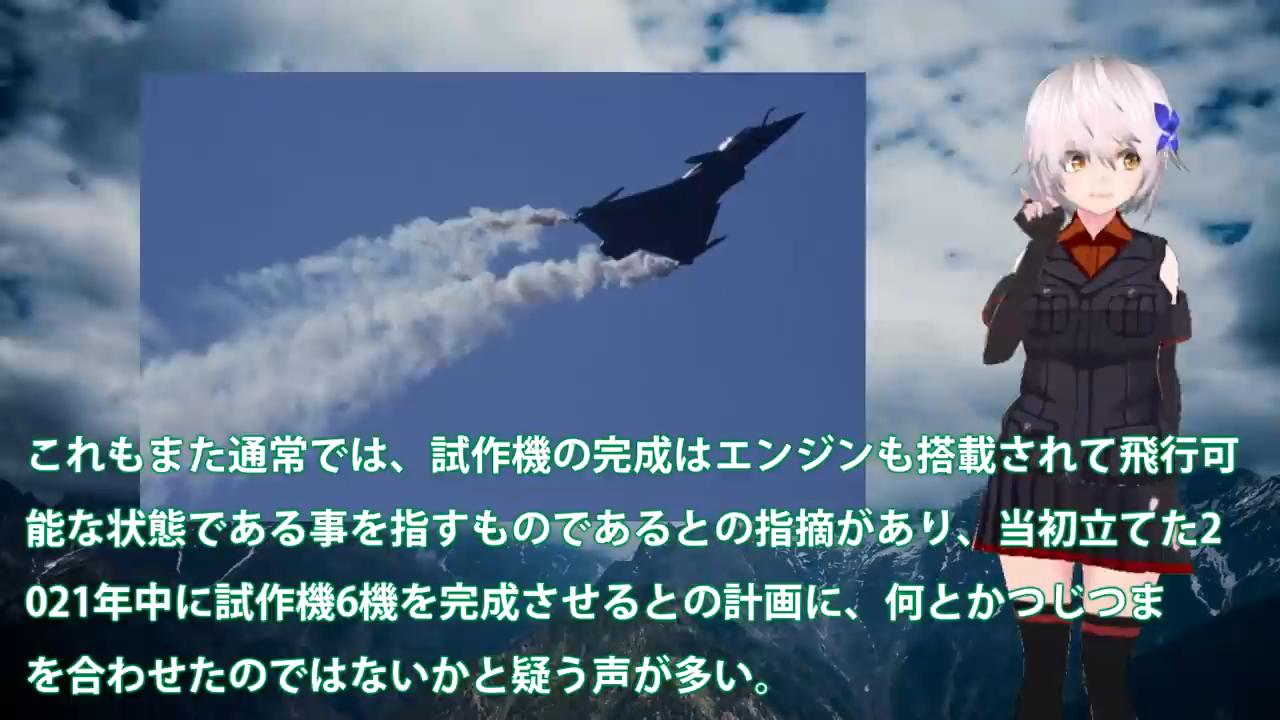 これもまた通常では、試作機の完成はエンジンも搭載されて飛行可
能な状態である事を指すものであるとの指摘があり、当初立てた2
021年中に試作機6機を完成させるとの計画に、何とかつじつま
を合わせたのではないかと疑う声が多い。